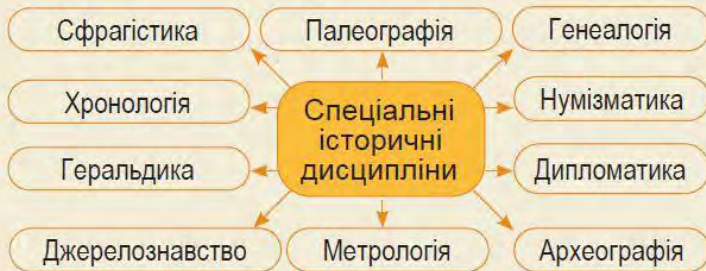 Сфрагістика
Палеографія
Генеалогія
Хронологія
Спеціальні
історичні
дисципліни
Нумізматика
Геральдика
Дипломатика
Джерелознавство
Метрологія
Археографія